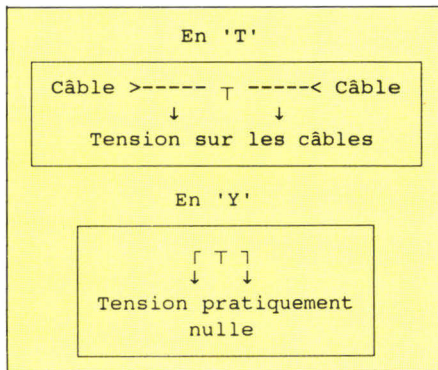 En 'T'
Câble >----- ┬ -----< Câble
↓ ↓
Tension sur les câbles
En 'Y'
┌ ┬ ┐
↓ ↓
Tension pratiquement
nulle